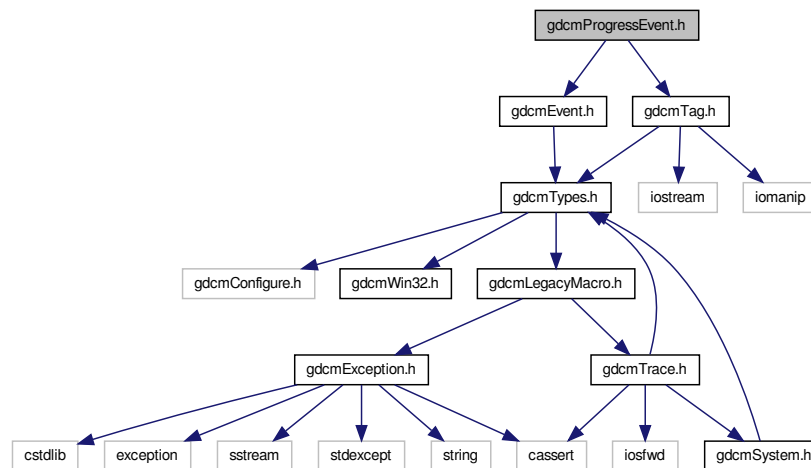 gdcmProgressEvent.h
gdcmEvent.h
gdcmTag.h
gdcmTypes.h
iostream
iomanip
gdcmConfigure.h
gdcmWin32.h
gdcmLegacyMacro.h
gdcmException.h
gdcmTrace.h
cstdlib
exception
sstream
stdexcept
string
cassert
iosfwd
gdcmSystem.h